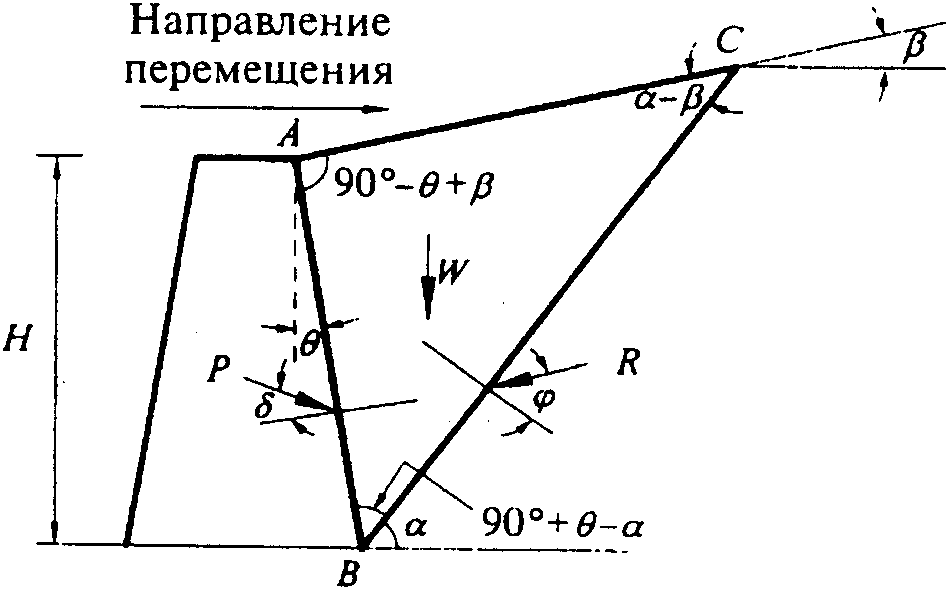 Направление
перемещения
C
β
α–β
A
90°–θ+β
W
H
θ
P
R
δ
φ
α
90°+θ–α
B